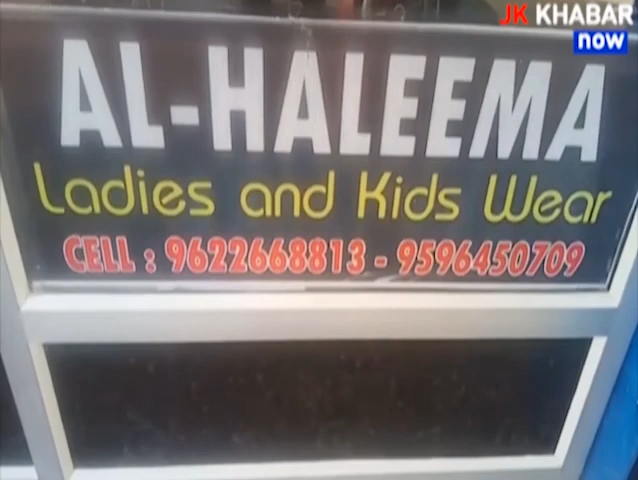 JK KHABAR
now
AL-HALEEMA
Ladies and Kids Wear
CELL : 9622668813 - 9596450709